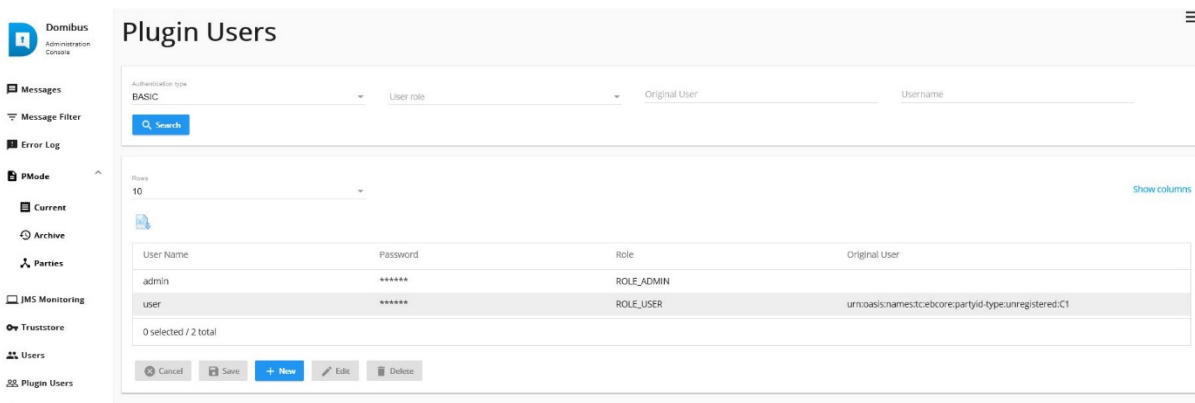 Domibus
Administration
Console
Messages
Message Filter
Error Log
PMode
Current
Archive
Parties
JMS Monitoring
Truststore
Users
Plugin Users
Plugin Users
Authentication type
BASIC
User role
Original User
Username
Search
Rows
10
Show columns
User Name Password Role Original User
admin ****** ROLE_ADMIN
user ****** ROLE_USER urn:oasis:names:tc:ebcore:partyid-type:unregistered:C1
0 selected / 2 total
Cancel Save + New Edit Delete